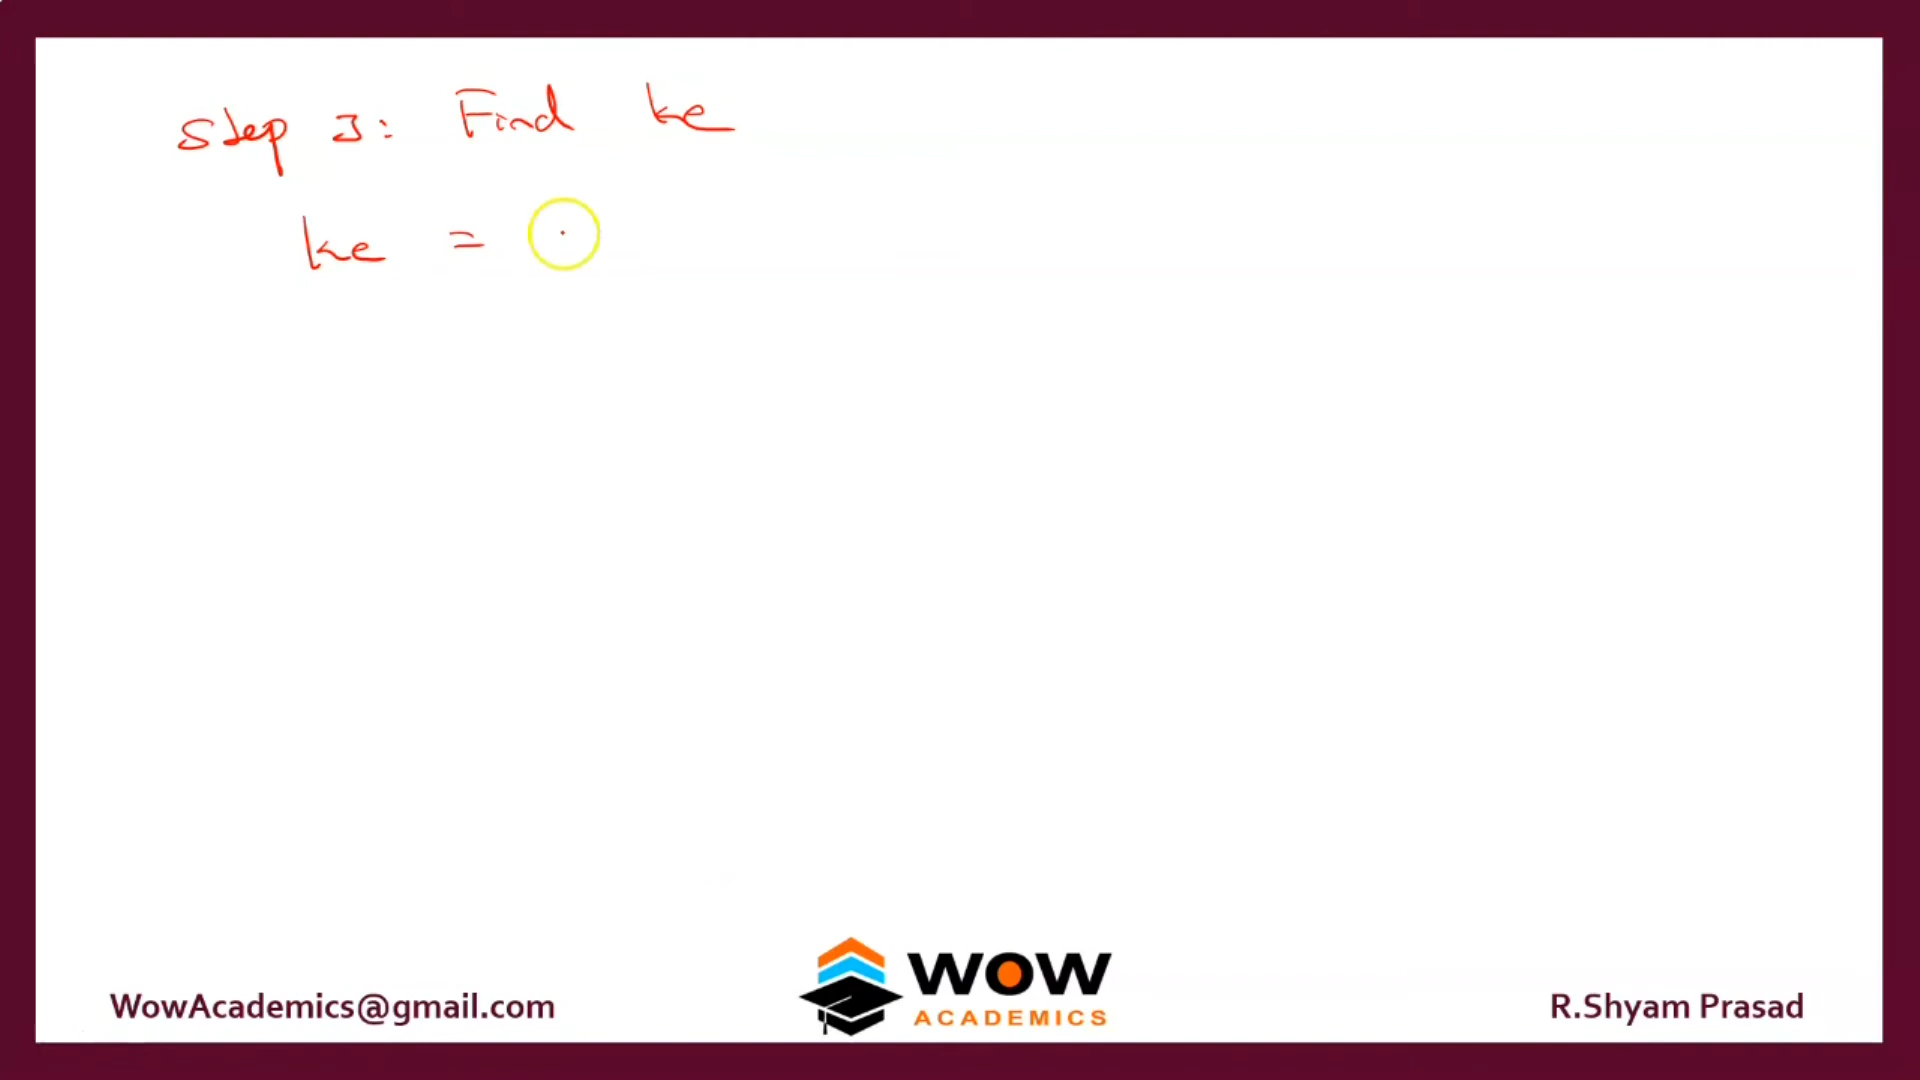 Step 3: Find ke
ke =
WOW
ACADEMICS
WowAcademics@gmail.com
R.Shyam Prasad